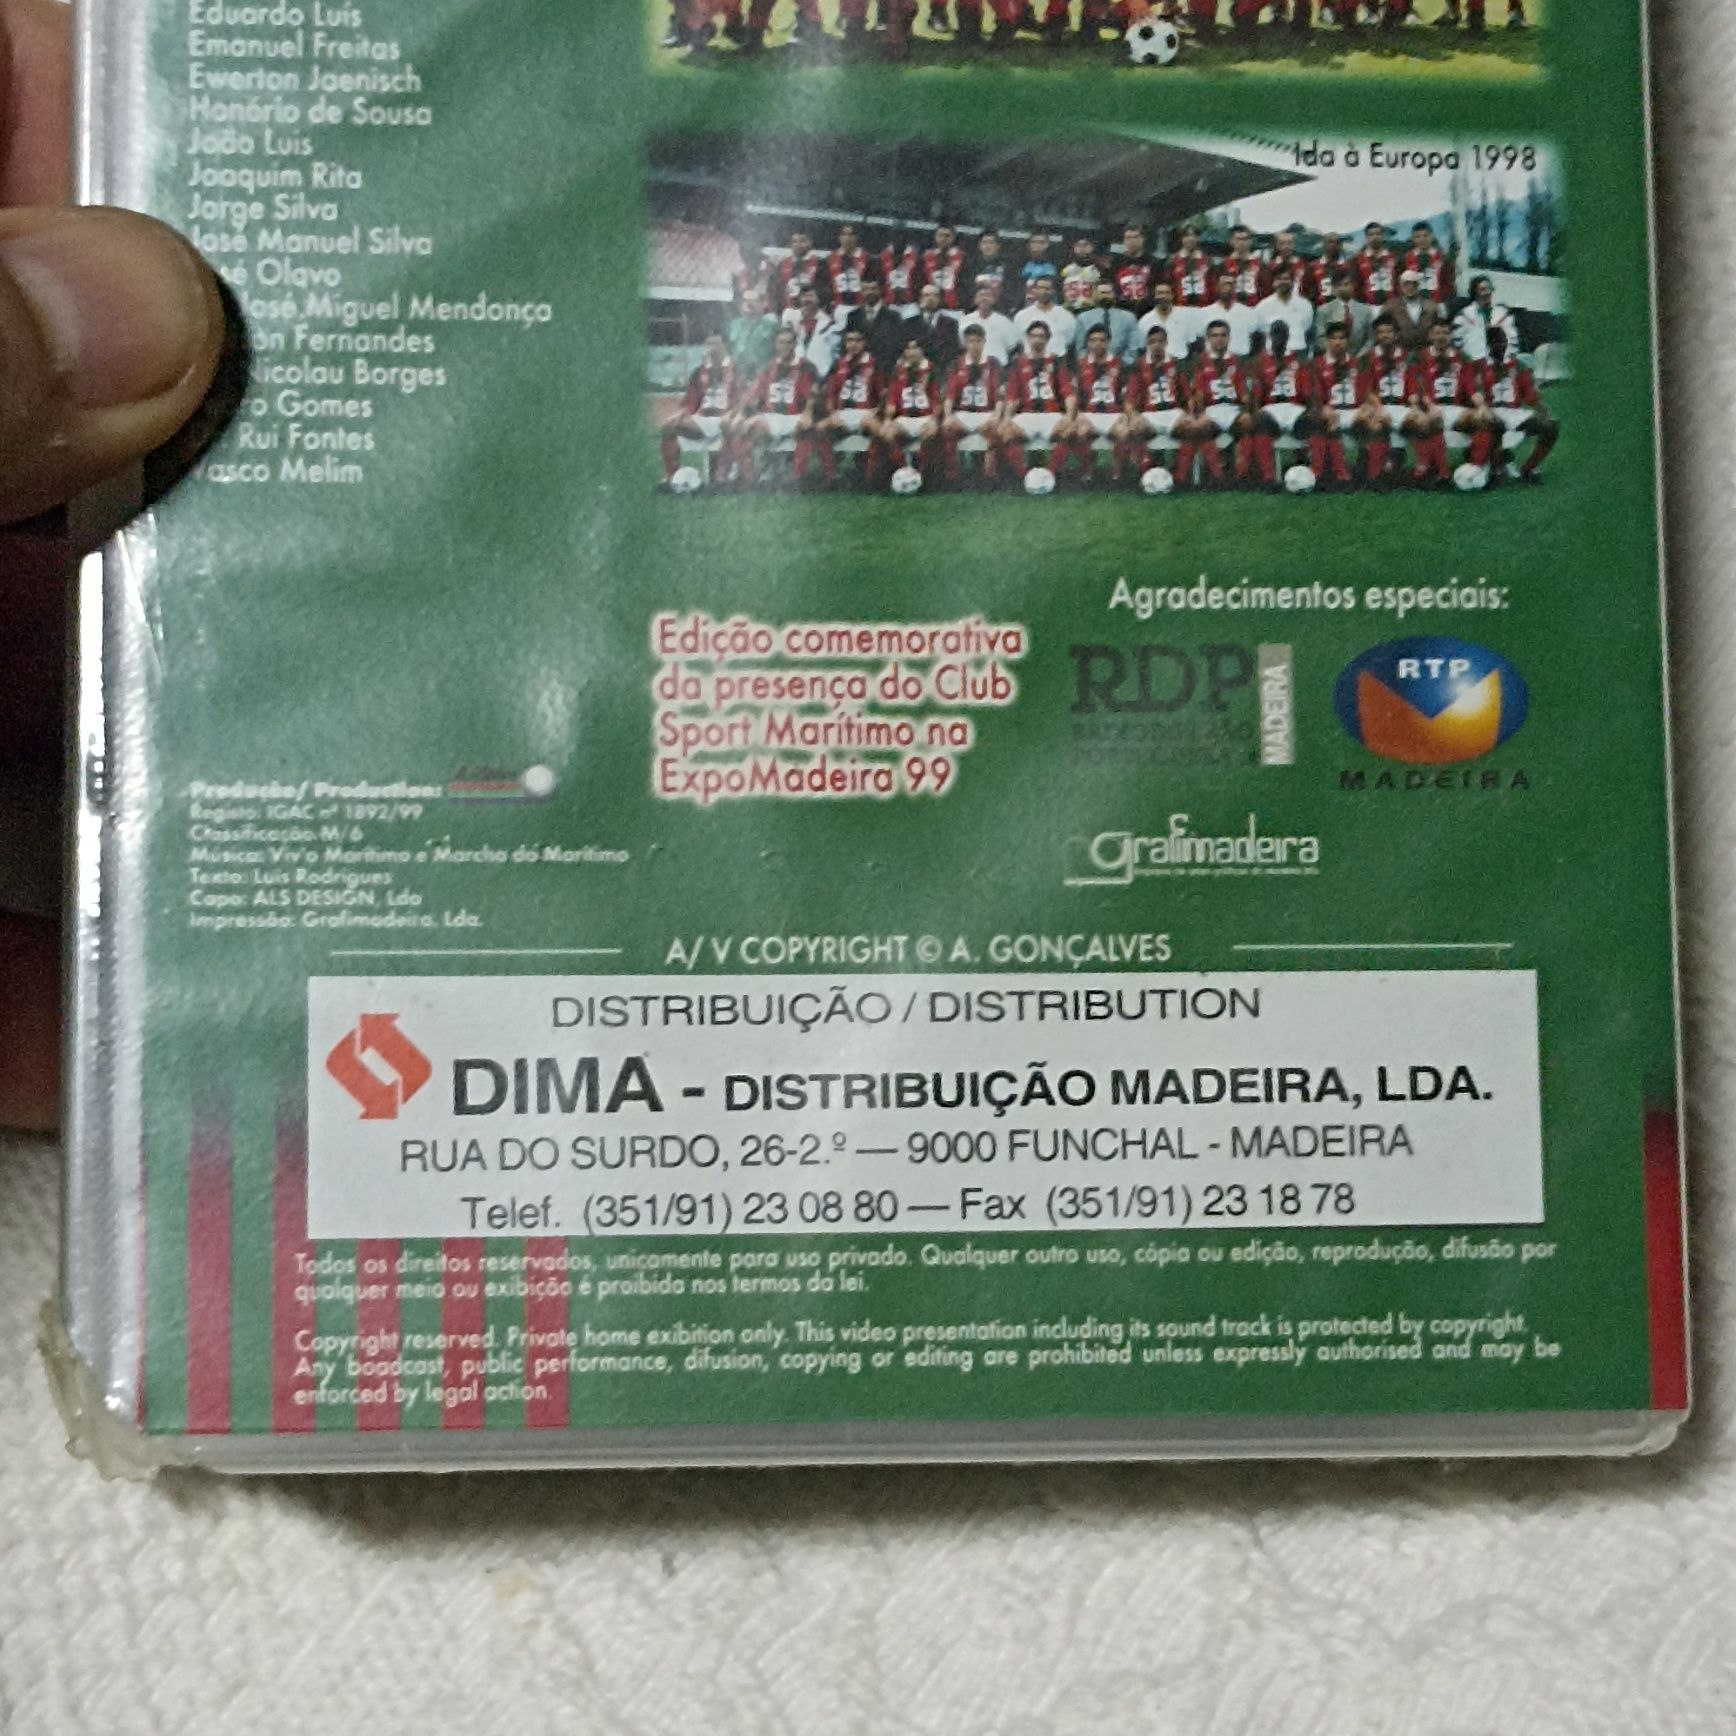 Eduardo Luís
Emanuel Freitas
Ewerton Jaenisch
Honório de Sousa
João Luís
Joaquim Rita
Jorge Silva
José Manuel Silva
Olavo
José Miguel Mendonça
Fernandes
Nicolau Borges
Gomes
Rui Fontes
Vasco Melim
Ida à Europa 1998
Agradecimentos especiais:
Edição comemorativa
da presença do Club
Sport Marítimo na
ExpoMadeira 99
RDP
MADEIRA
RTP
MADEIRA
Grafimadeira
Produção/ Production:
Registo: IGAC nº 1892/99
Classificação M/6
Música: Viv'o Marítimo e Marcha do Marítimo
Texto: Luís Rodrigues
Capa: ALS DESIGN, Lda
Impressão: Grafimadeira. Lda.
A/ V COPYRIGHT © A. GONÇALVES
DISTRIBUIÇÃO / DISTRIBUTION
DIMA - DISTRIBUIÇÃO MADEIRA, LDA.
RUA DO SURDO, 26-2.º — 9000 FUNCHAL - MADEIRA
Telef. (351/91) 23 08 80 — Fax (351/91) 23 18 78
Todos os direitos reservados, unicamente para uso privado. Qualquer outro uso, cópia ou edição, reprodução, difusão por
qualquer meio ou exibição é proibida nos termos da lei.
Copyright reserved. Private home exibition only. This video presentation including its sound track is protected by copyright.
Any boadcast, public performance, difusion, copying or editing are prohibited unless expressly authorised and may be
enforced by legal action